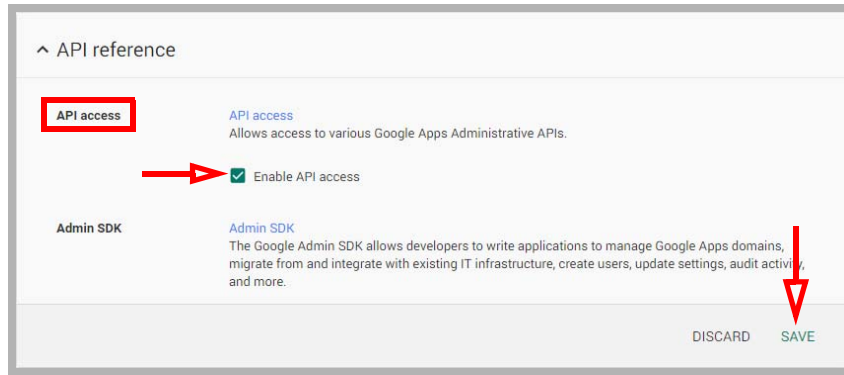 API reference
API access
API access
Allows access to various Google Apps Administrative APIs.
Enable API access
Admin SDK
Admin SDK
The Google Admin SDK allows developers to write applications to manage Google Apps domains,
migrate from and integrate with existing IT infrastructure, create users, update settings, audit activity,
and more.
DISCARD SAVE